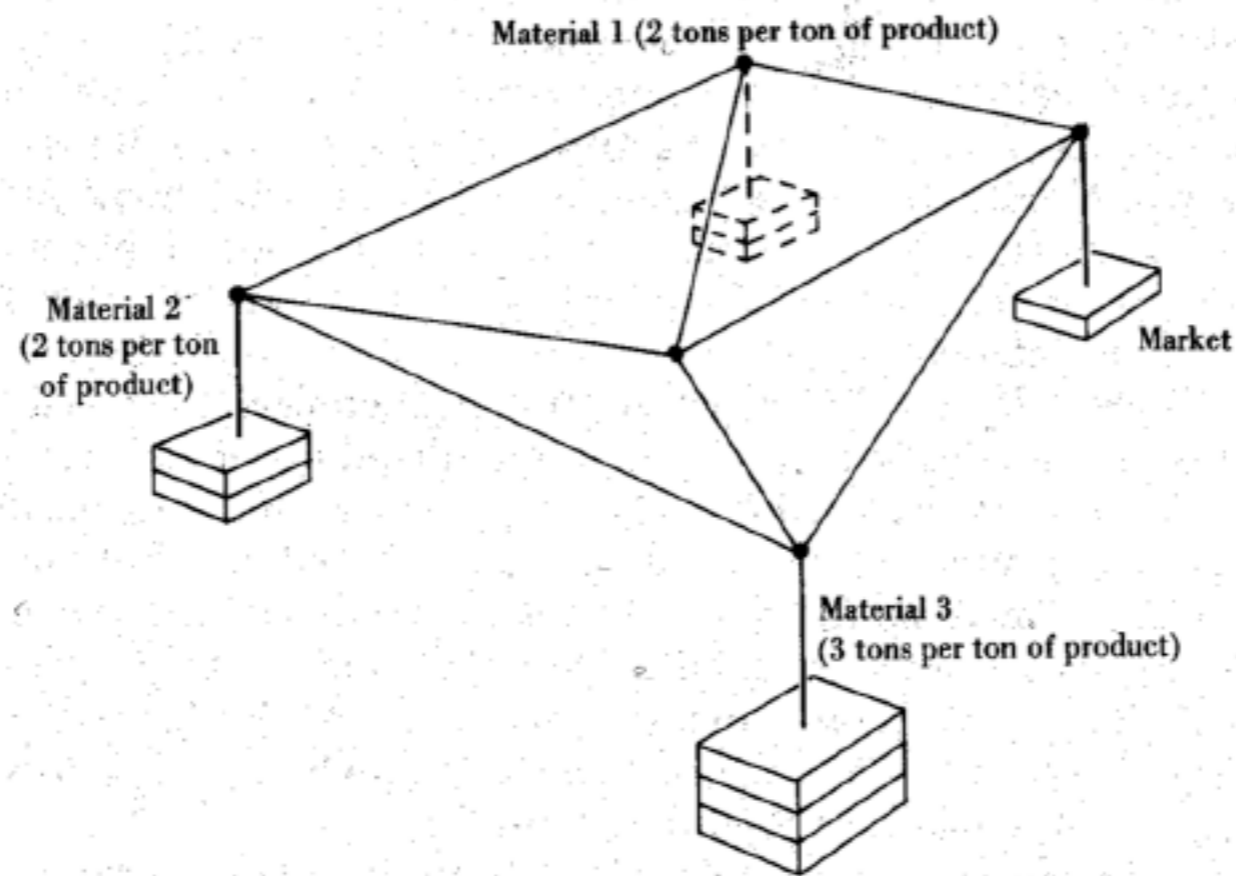 Material 1 (2 tons per ton of product)
Material 2
(2 tons per ton
of product)
Market
Material 3
(3 tons per ton of product)